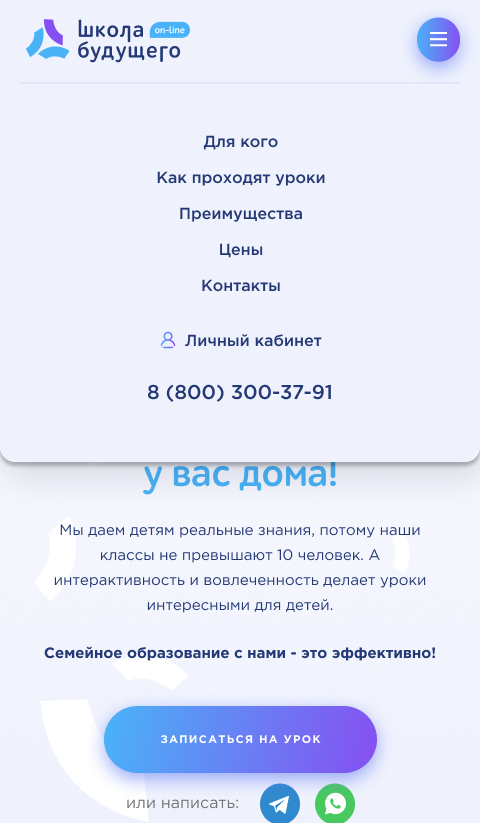 школа on-line
будущего
Для кого
Как проходят уроки
Преимущества
Цены
Контакты
Личный кабинет
8 (800) 300-37-91
у вас дома!
Мы даем детям реальные знания, потому наши
классы не превышают 10 человек. А
интерактивность и вовлеченность делает уроки
интересными для детей.
Семейное образование с нами - это эффективно!
ЗАПИСАТЬСЯ НА УРОК
или написать: